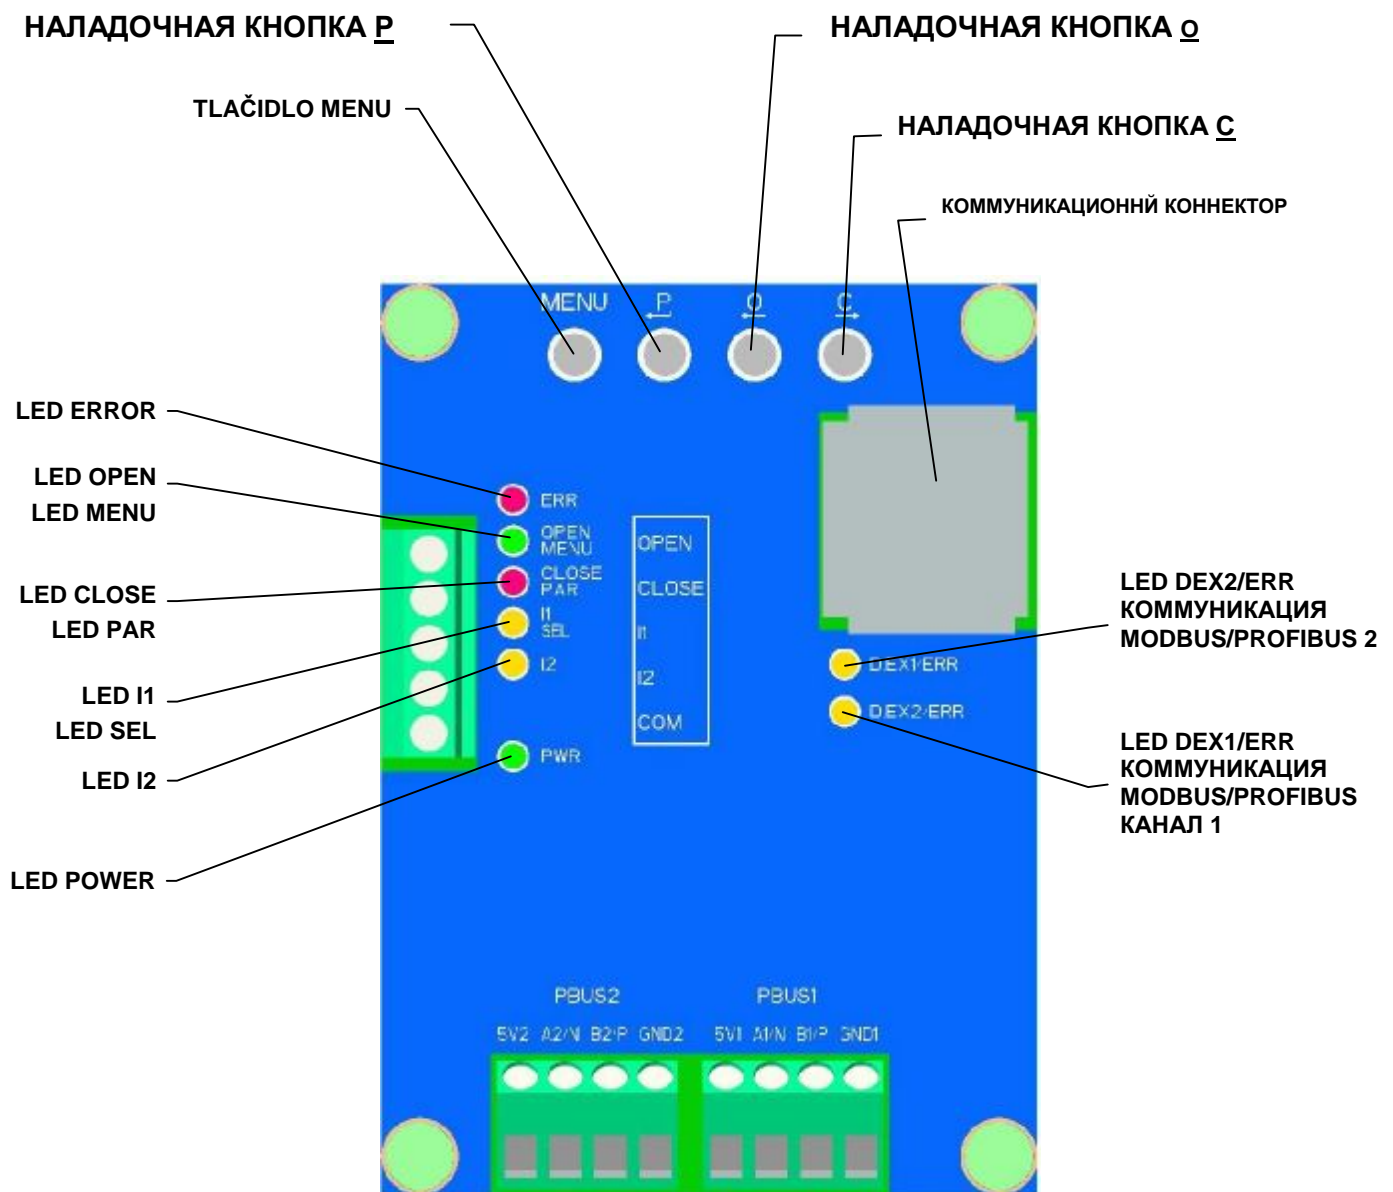 НАЛАДОЧНАЯ КНОПКА P
НАЛАДОЧНАЯ КНОПКА O
TLAČIDLO MENU
НАЛАДОЧНАЯ КНОПКА C
КОММУНИКАЦИОННЙ КОННЕКТОР
MENU P O C
LED ERROR
LED OPEN
LED MENU
LED CLOSE
LED PAR
LED I1
LED SEL
LED I2
LED POWER
ERR
OPEN
MENU
CLOSE
PAR
I1
SEL
I2
PWR
OPEN
CLOSE
I1
I2
COM
DEX1/ERR
DEX2/ERR
LED DEX2/ERR
КОММУНИКАЦИЯ
MODBUS/PROFIBUS 2
LED DEX1/ERR
КОММУНИКАЦИЯ
MODBUS/PROFIBUS
КАНАЛ 1
PBUS2 PBUS1
5V2 A2/N B2/P GND2 5V1 A1/N B1/P GND1